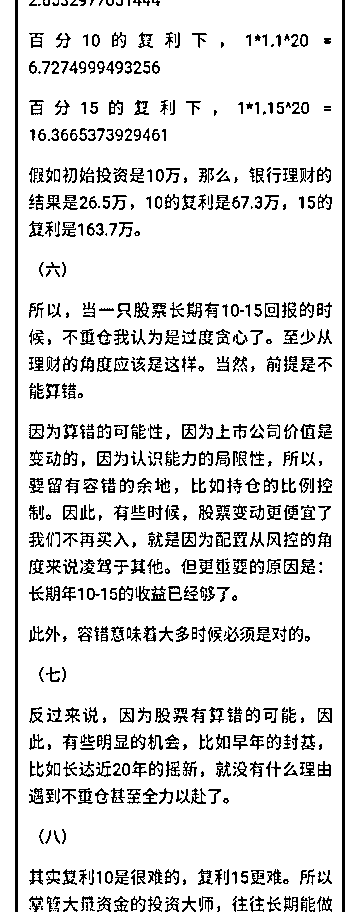 2.6532977051444
百分10的复利下，1*1.1^20 =
6.7274999493256
百分15的复利下，1*1.15^20 =
16.3665373929461
假如初始投资是10万，那么，银行理财的
结果是26.5万，10的复利是67.3万，15的
复利是163.7万。
（六）
所以，当一只股票长期有10-15回报的时
候，不重仓我认为是过度贪心了。至少从
理财的角度应该是这样。当然，前提是不
能算错。
因为算错的可能性，因为上市公司价值是
变动的，因为认识能力的局限性，所以，
要留有容错的余地，比如持仓的比例控
制。因此，有些时候，股票变动更便宜了
我们不再买入，就是因为配置从风控的角
度来说凌驾于其他。但更重要的原因是：
长期年10-15的收益已经够了。
此外，容错意味着大多时候必须是对的。
（七）
反过来说，因为股票有算错的可能，因
此，有些明显的机会，比如早年的封基，
比如长达近20年的摇新，就没有什么理由
遇到不重仓甚至全力以赴了。
（八）
其实复利10是很难的，复利15更难。所以
掌管大量资金的投资大师，往往长期能做